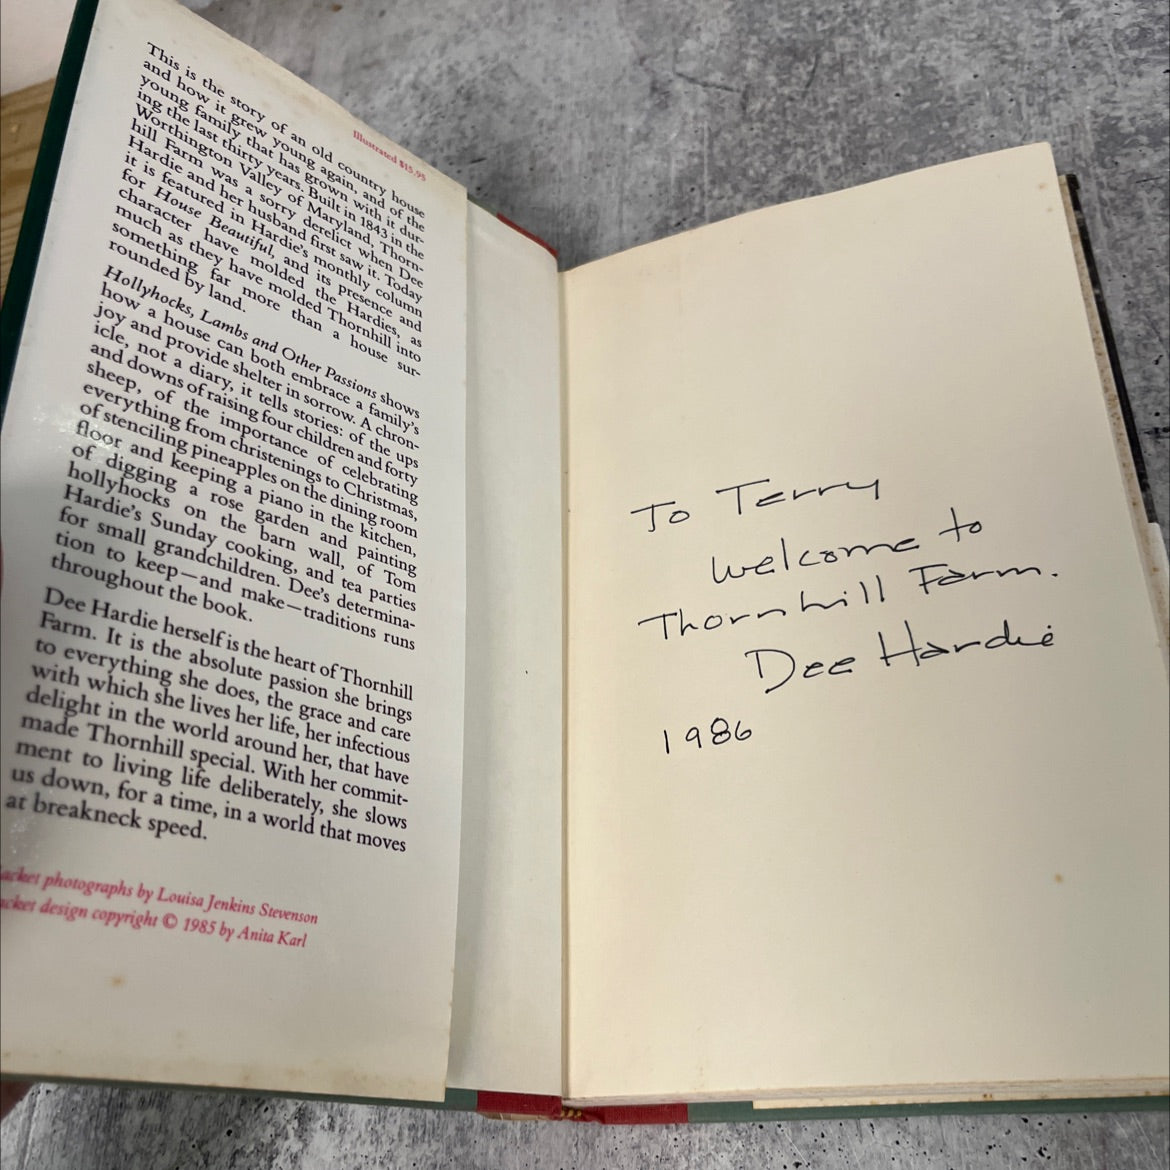 Illustrated $15.95
This is the story of an old country house
and how it grew young again, and of the
young family that has grown with it dur-
ing the last thirty years. Built in 1843 in the
Worthington Valley of Maryland, Thorn-
hill Farm was a sorry derelict when Dee
Hardie and her husband first saw it. Today
it is featured in Hardie's monthly column
for House Beautiful, and its presence and
character have molded the Hardies, as
much as they have molded Thornhill into
something far more than a house sur-
rounded by land.
Hollyhocks, Lambs and Other Passions shows
how a house can both embrace a family's
joy and provide shelter in sorrow. A chron-
icle, not a diary, it tells stories: of the ups
and downs of raising four children and forty
sheep, of the importance of celebrating
everything from christenings to Christmas,
of stenciling pineapples on the dining room
floor and keeping a piano in the kitchen,
of digging a rose garden and painting
hollyhocks on the barn wall, of Tom
Hardie's Sunday cooking, and tea parties
for small grandchildren. Dee's determina-
tion to keep—and make—traditions runs
throughout the book.
Dee Hardie herself is the heart of Thornhill
Farm. It is the absolute passion she brings
to everything she does, the grace and care
with which she lives her life, her infectious
delight in the world around her, that have
made Thornhill special. With her commit-
ment to living life deliberately, she slows
us down, for a time, in a world that moves
at breakneck speed.
acket photographs by Louisa Jenkins Stevenson
acket design copyright © 1985 by Anita Karl
To Terry
welcome to
Thornhill Farm.
Dee Hardie
1986